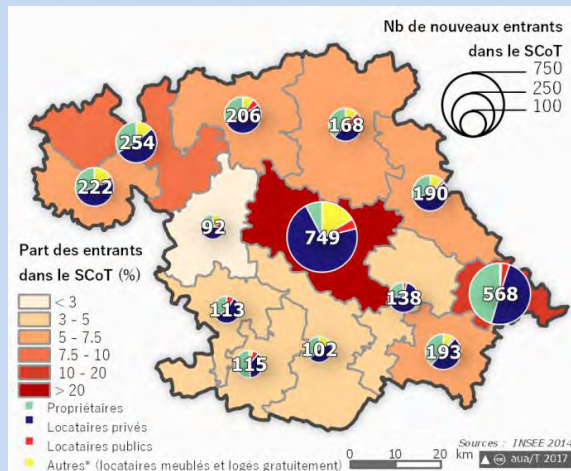 Nb de nouveaux entrants
dans le SCoT
750
250
100
206
168
254
222
190
92
749
138
568
113
102
115
193
Part des entrants
dans le SCoT (%)
< 3
3 - 5
5 - 7.5
7.5 - 10
10 - 20
> 20
Propriétaires
Locataires privés
Locataires publics
Autres* (locataires meublés et logés gratuitement)
0 10 20
km
Sources : INSEE 2014
aua/T 2017